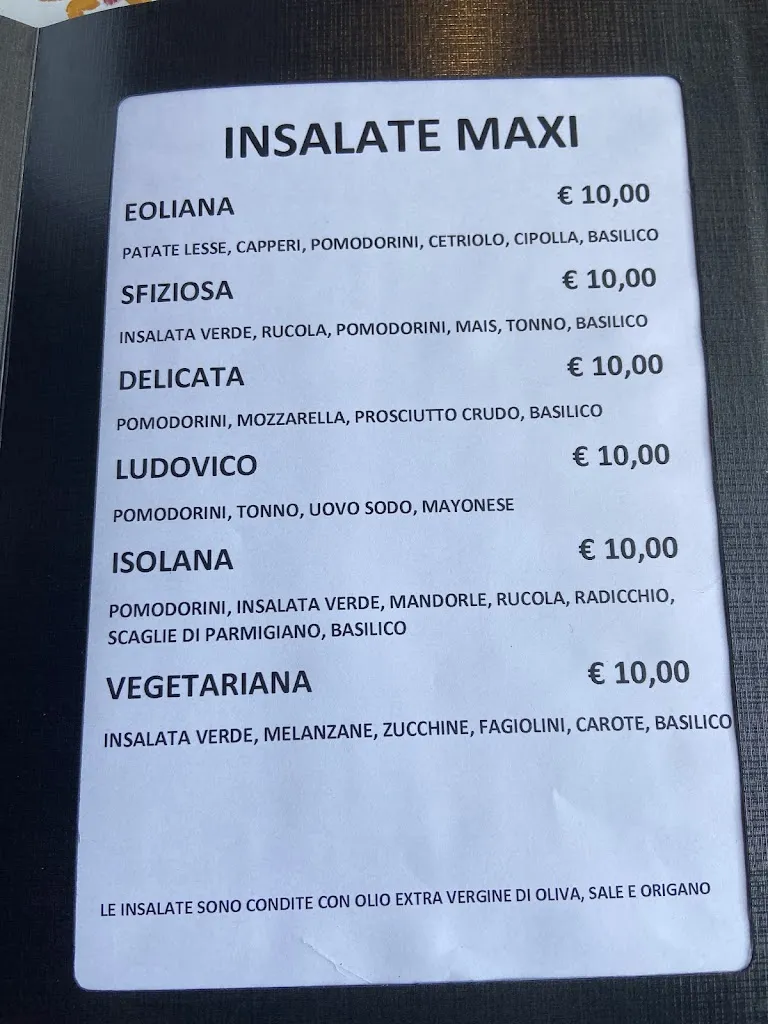 INSALATE MAXI
EOLIANA € 10,00
PATATE LESSE, CAPPERI, POMODORINI, CETRIOLO, CIPOLLA, BASILICO
SFIZIOSA € 10,00
INSALATA VERDE, RUCOLA, POMODORINI, MAIS, TONNO, BASILICO
DELICATA € 10,00
POMODORINI, MOZZARELLA, PROSCIUTTO CRUDO, BASILICO
LUDOVICO € 10,00
POMODORINI, TONNO, UOVO SODO, MAYONESE
ISOLANA € 10,00
POMODORINI, INSALATA VERDE, MANDORLE, RUCOLA, RADICCHIO,
SCAGLIE DI PARMIGIANO, BASILICO
VEGETARIANA € 10,00
INSALATA VERDE, MELANZANE, ZUCCHINE, FAGIOLINI, CAROTE, BASILICO
LE INSALATE SONO CONDITE CON OLIO EXTRA VERGINE DI OLIVA, SALE E ORIGANO